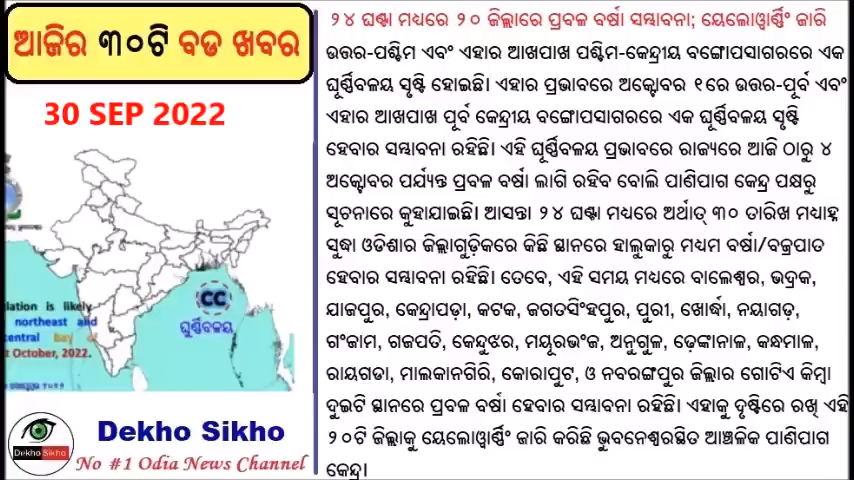 ଆଜିର ୩୦ଟି ବଡ ଖବର
30 SEP 2022
lation is likely
northeast and
central Bay of
st October, 2022.
CC
ଘୁର୍ଣ୍ଣିବଳୟ
Dekho Sikho
Dekho Sikho
No #1 Odia News Channel
୨୪ ଘଣ୍ଟା ମଧ୍ୟରେ ୨୦ ଜିଲ୍ଲାରେ ପ୍ରବଳ ବର୍ଷା ସମ୍ଭାବନା; ୟେଲୋୱାର୍ଣ୍ଣିଂ ଜାରି
ଉତ୍ତର-ପଶ୍ଚିମ ଏବଂ ଏହାର ଆଖପାଖ ପଶ୍ଚିମ-କେନ୍ଦ୍ରୀୟ ବଙ୍ଗୋପସାଗରରେ ଏକ
ଘୂର୍ଣ୍ଣିବଳୟ ସୃଷ୍ଟି ହୋଇଛି। ଏହାର ପ୍ରଭାବରେ ଅକ୍ଟୋବର ୧ରେ ଉତ୍ତର-ପୂର୍ବ ଏବଂ
ଏହାର ଆଖପାଖ ପୂର୍ବ କେନ୍ଦ୍ରୀୟ ବଙ୍ଗୋପସାଗରରେ ଏକ ଘୂର୍ଣ୍ଣିବଳୟ ସୃଷ୍ଟି
ହେବାର ସମ୍ଭାବନା ରହିଛି। ଏହି ଘୂର୍ଣ୍ଣିବଳୟ ପ୍ରଭାବରେ ରାଜ୍ୟରେ ଆଜି ଠାରୁ ୪
ଅକ୍ଟୋବର ପର୍ଯ୍ୟନ୍ତ ପ୍ରବଳ ବର୍ଷା ଲାଗି ରହିବ ବୋଲି ପାଣିପାଗ କେନ୍ଦ୍ର ପକ୍ଷରୁ
ସୂଚନାରେ କୁହାଯାଇଛି। ଆସନ୍ତା ୨୪ ଘଣ୍ଟା ମଧ୍ୟରେ ଅର୍ଥାତ୍ ୩୦ ତାରିଖ ମଧ୍ୟାହ୍ନ
ସୁଦ୍ଧା ଓଡିଶାର ଜିଲ୍ଲାଗୁଡ଼ିକରେ କିଛି ସ୍ଥାନରେ ହାଲୁକାରୁ ମଧ୍ୟମ ବର୍ଷା/ବଜ୍ରପାତ
ହେବାର ସମ୍ଭାବନା ରହିଛି। ତେବେ, ଏହି ସମୟ ମଧ୍ୟରେ ବାଲେଶ୍ୱର, ଭଦ୍ରକ,
ଯାଜପୁର, କେନ୍ଦ୍ରାପଡ଼ା, କଟକ, ଜଗତସିଂହପୁର, ପୁରୀ, ଖୋର୍ଦ୍ଧା, ନୟାଗଡ଼,
ଗଂଜାମ, ଗଜପତି, କେନ୍ଦୁଝର, ମୟୂରଭଂଜ, ଅନୁଗୁଳ, ଢ଼େଙ୍କାନାଳ, କନ୍ଧମାଳ,
ରାୟଗଡା, ମାଲକାନଗିରି, କୋରାପୁଟ, ଓ ନବରଙ୍ଗପୁର ଜିଲ୍ଲାର ଗୋଟିଏ କିମ୍ବା
ଦୁଇଟି ସ୍ଥାନରେ ପ୍ରବଳ ବର୍ଷା ହେବାର ସମ୍ଭାବନା ରହିଛି। ଏହାକୁ ଦୃଷ୍ଟିରେ ରଖି ଏହି
୨୦ଟି ଜିଲ୍ଲାକୁ ୟେଲୋୱାର୍ଣ୍ଣିଂ ଜାରି କରିଛି ଭୁବନେଶ୍ୱରସ୍ଥିତ ଆଞ୍ଚଳିକ ପାଣିପାଗ
କେନ୍ଦ୍ର।